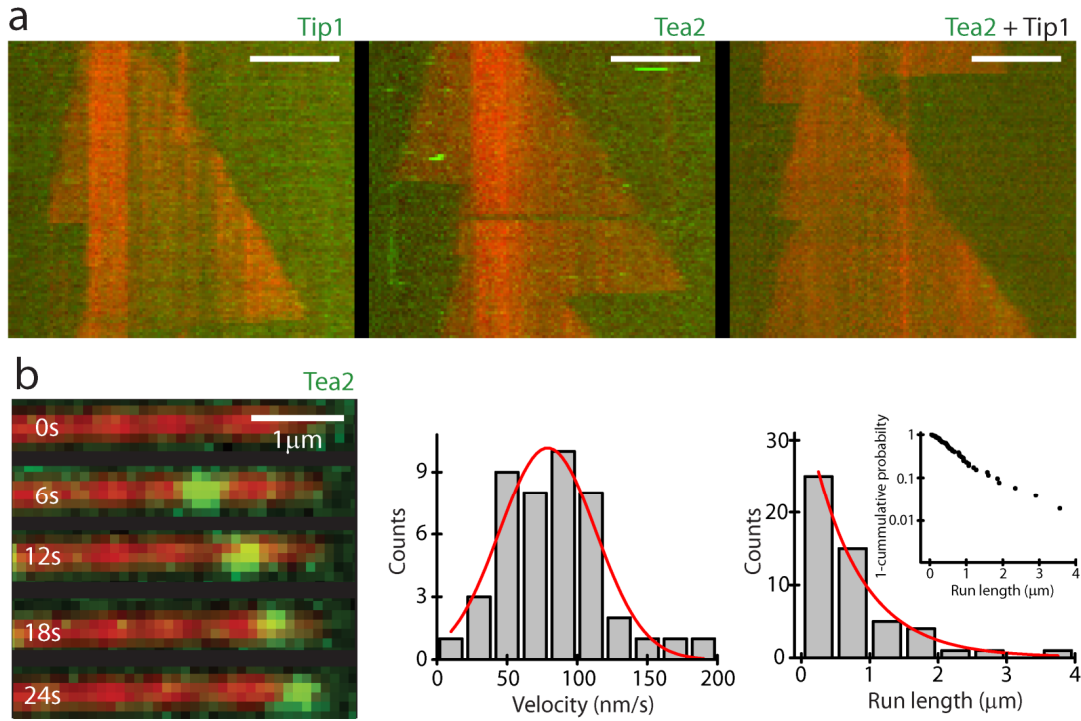 a
Tip1
Tea2
Tea2 + Tip1
b
Tea2
0s
1μm
6s
12s
18s
24s
Counts
9
6
3
0
0
50
100
150
200
Velocity (nm/s)
Counts
30
20
10
0
0
1
2
3
4
Run length (μm)
1-cummulative probabilty
1
0.1
0.01
0
1
2
3
4
Run length (μm)